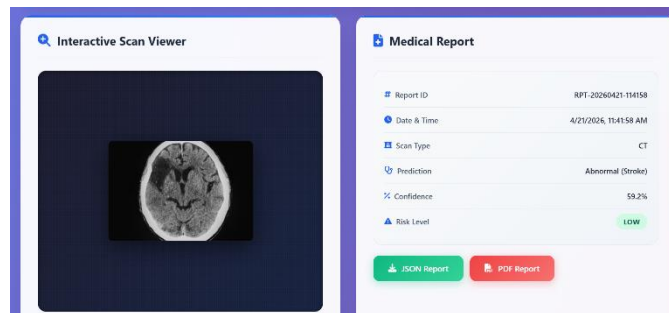 Interactive Scan Viewer
Medical Report
Report ID RPT-20260421-114158
Date & Time 4/21/2026, 11:41:58 AM
Scan Type CT
Prediction Abnormal (Stroke)
Confidence 59.2%
Risk Level LOW
JSON Report PDF Report